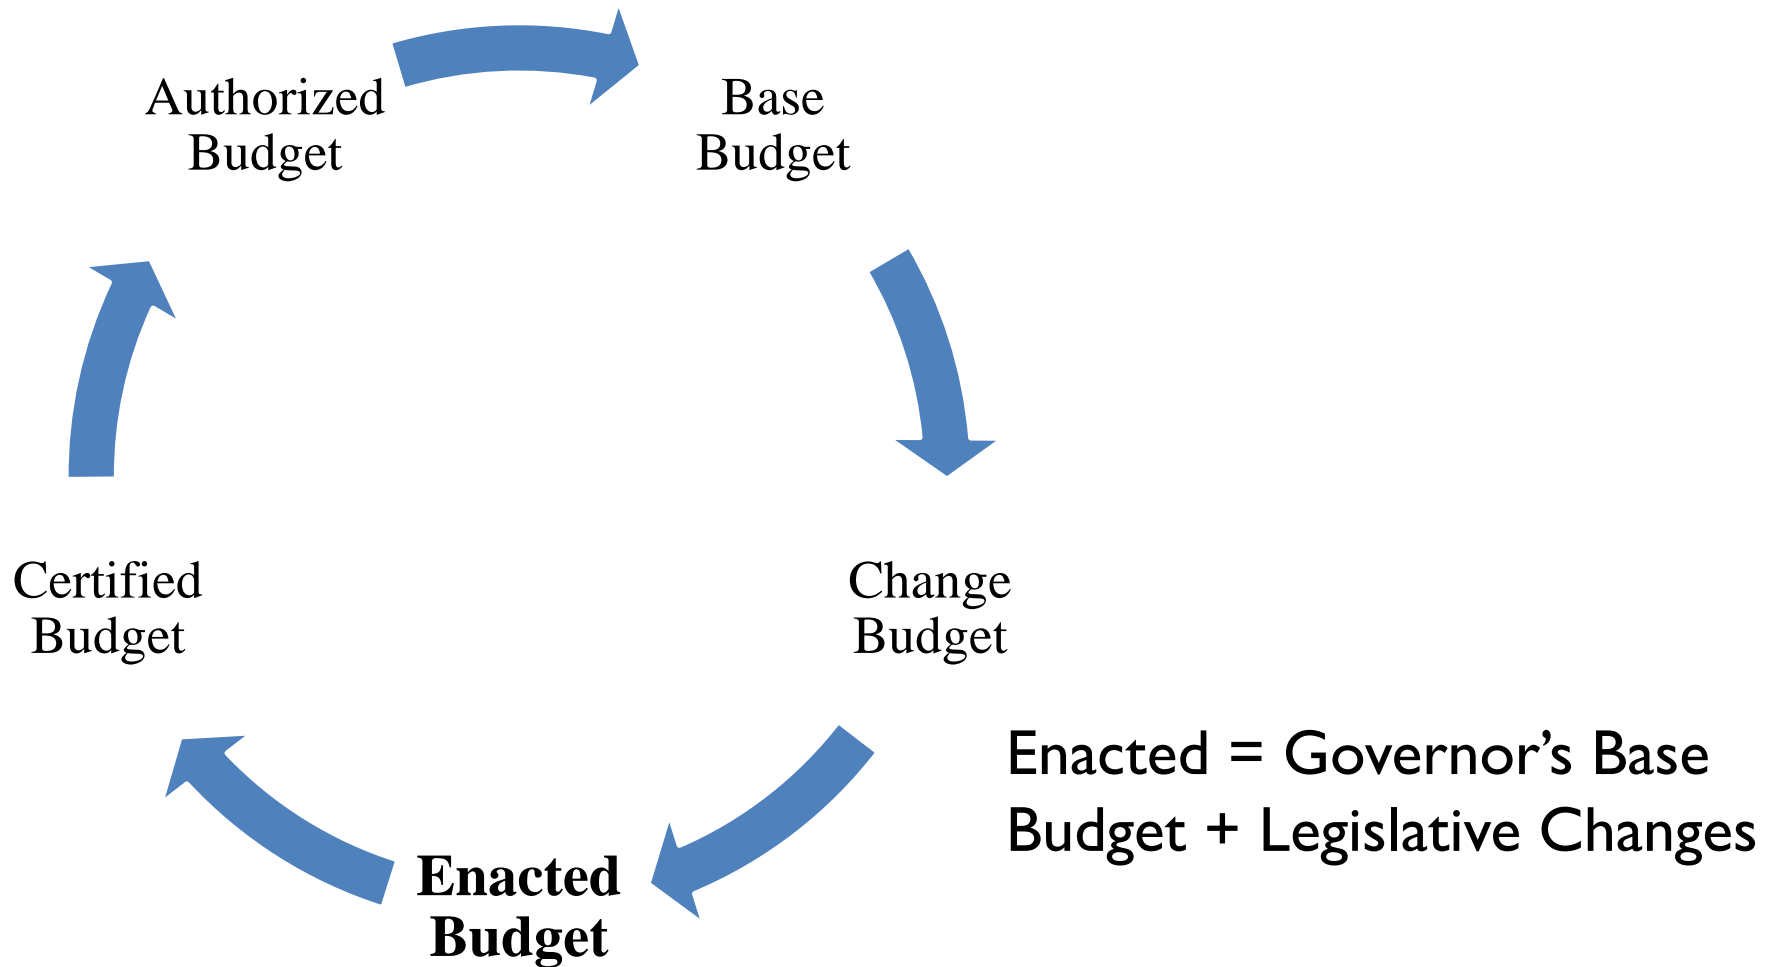 Authorized
Budget
Base
Budget
Certified
Budget
Change
Budget
Enacted = Governor’s Base
Budget + Legislative Changes
Enacted
Budget